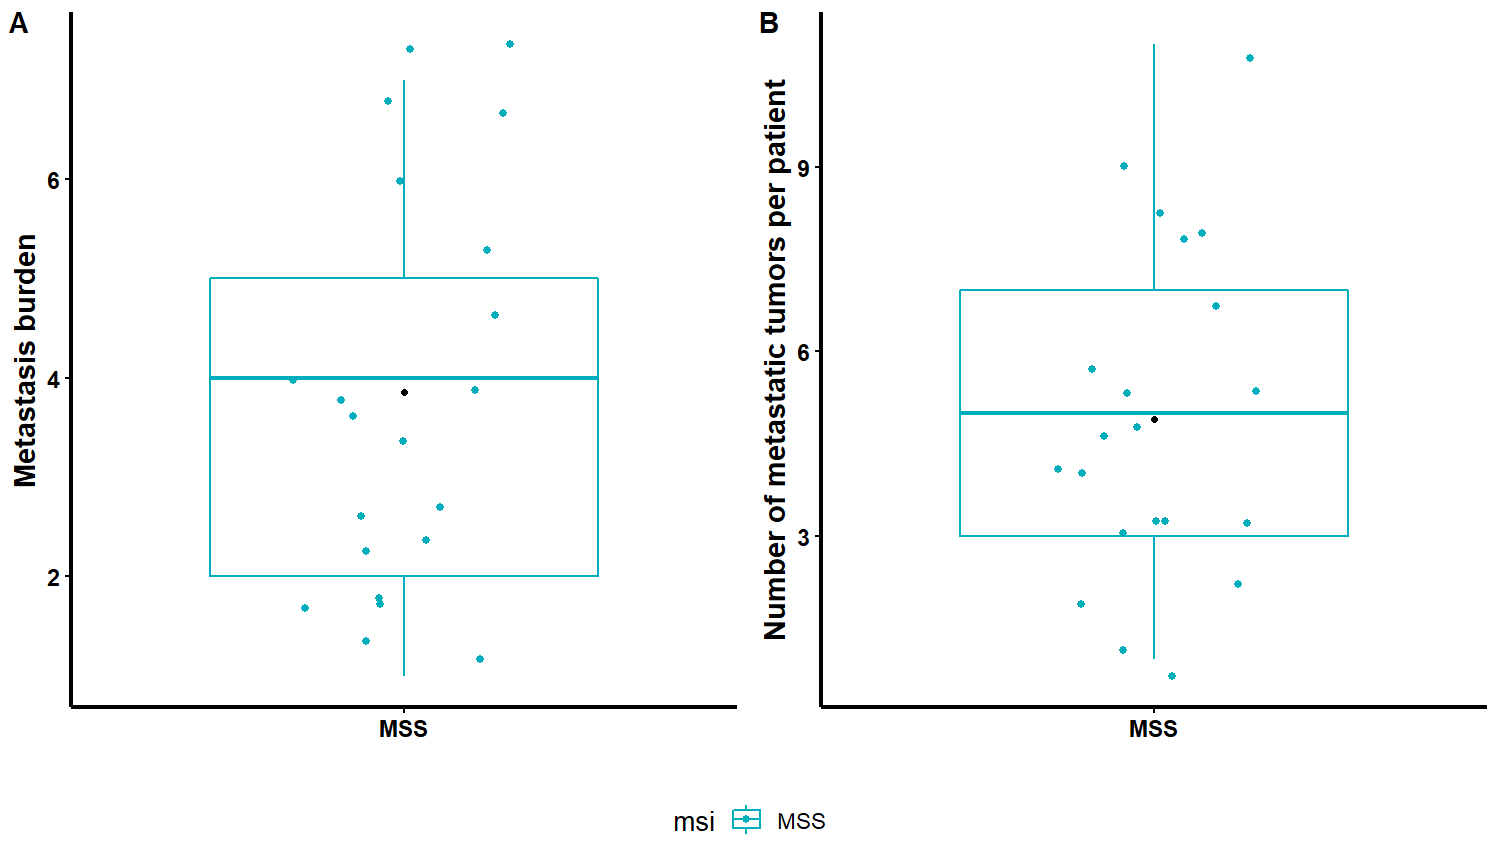 A
Metastasis burden
6
4
2
MSS
B
Number of metastatic tumors per patient
9
6
3
MSS
msi MSS